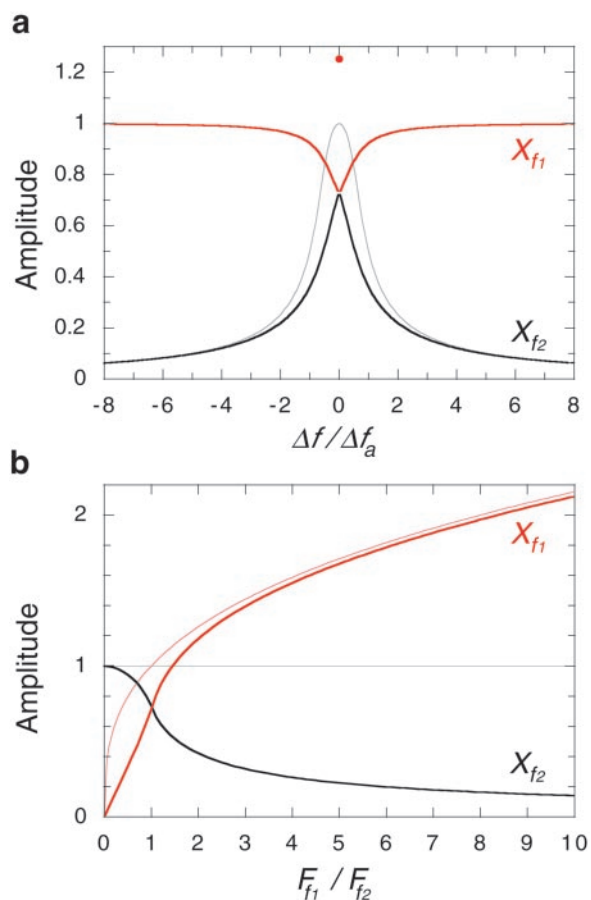 a
1.2
1
0.8
0.6
0.4
0.2
0
Amplitude
X_{f1}
X_{f2}
-8 -6 -4 -2 0 2 4 6 8
Δf / Δf_a
b
2
1
0
Amplitude
X_{f1}
X_{f2}
0 1 2 3 4 5 6 7 8 9 10
F_{f1} / F_{f2}